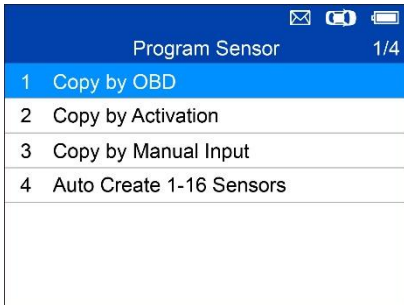 Program Sensor 1/4
1 Copy by OBD
2 Copy by Activation
3 Copy by Manual Input
4 Auto Create 1-16 Sensors